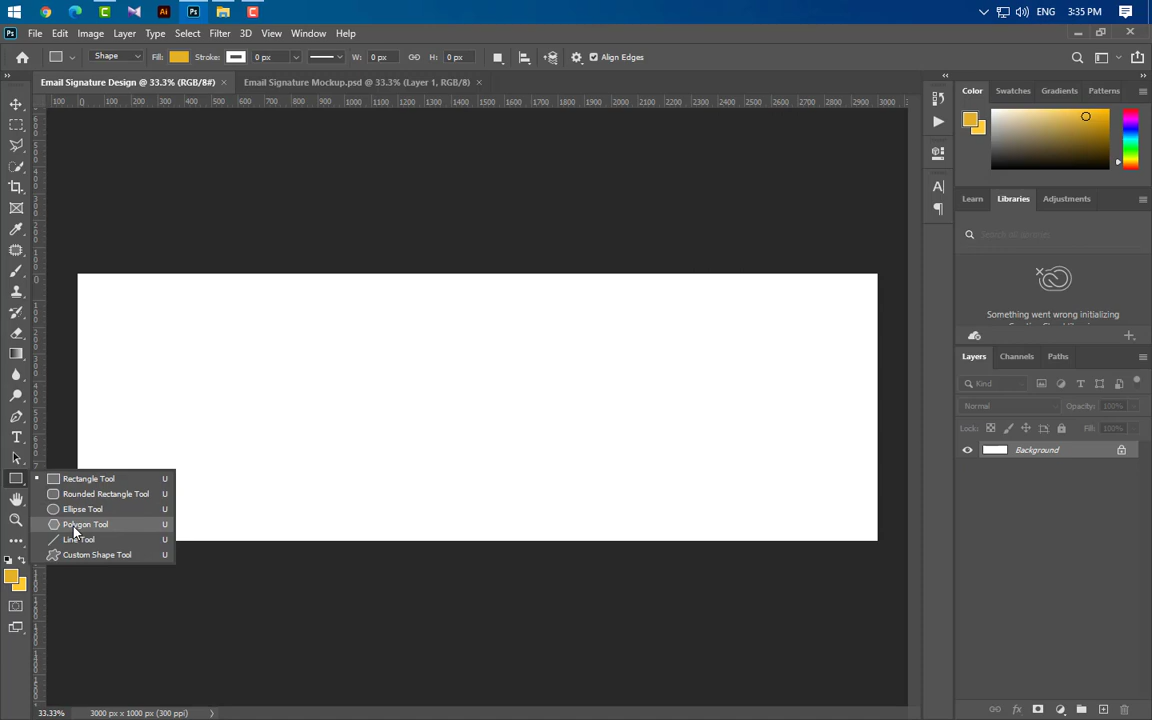 ENG 3:35 PM
File Edit Image Layer Type Select Filter 3D View Window Help
Shape Fill: Stroke: 0 px W: 0 px H: 0 px Align Edges
Email Signature Design @ 33.3% (RGB/8#) × Email Signature Mockup.psd @ 33.3% (Layer 1, RGB/8) ×
100 0 100 200 300 400 500 600 700 800 900 1000 1100 1200 1300 1400 1500 1600 1700 1800 1900 2000 2100 2200 2300 2400 2500 2600 2700 2800 2900 3000
Color Swatches Gradients Patterns
Learn Libraries Adjustments
Something went wrong initializing
Layers Channels Paths
Kind
Normal Opacity: 100%
Lock: Fill: 100%
Background
Rectangle Tool U
Rounded Rectangle Tool U
Ellipse Tool U
Polygon Tool U
Line Tool U
Custom Shape Tool U
33.33% 3000 px x 1000 px (300 ppi)